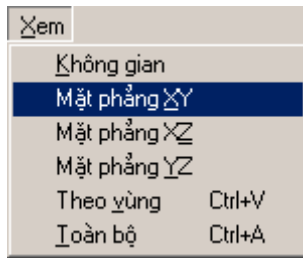 Xem
Không gian
Mặt phẳng XY
Mặt phẳng XZ
Mặt phẳng YZ
Theo vùng Ctrl+V
Toàn bộ Ctrl+A